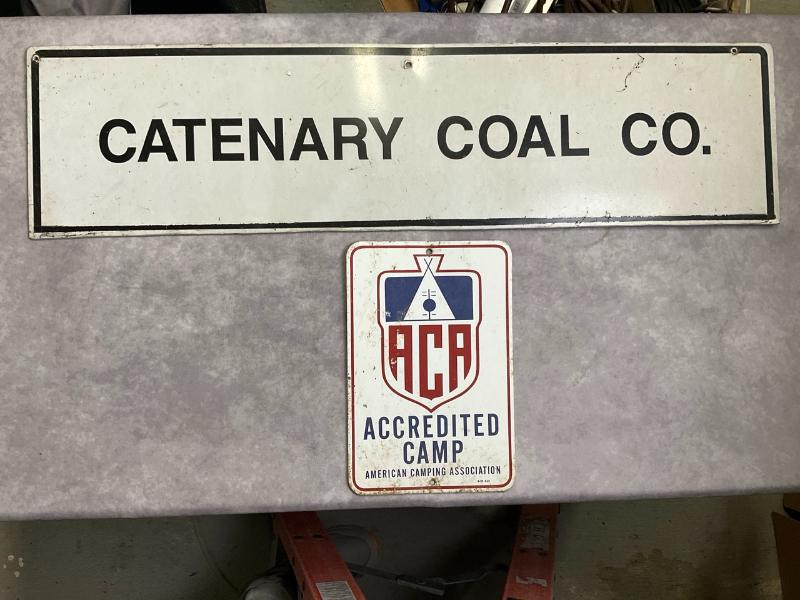 CATENARY COAL CO.
ACA
ACCREDITED
CAMP
AMERICAN CAMPING ASSOCIATION